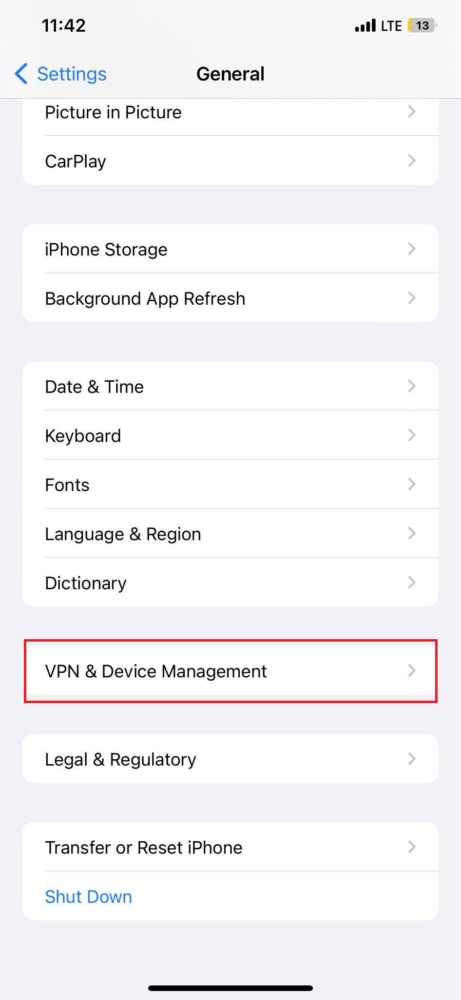 11:42 LTE 13
Settings General
Picture in Picture
CarPlay
iPhone Storage
Background App Refresh
Date & Time
Keyboard
Fonts
Language & Region
Dictionary
VPN & Device Management
Legal & Regulatory
Transfer or Reset iPhone
Shut Down